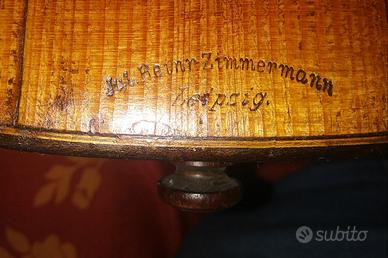 Jul. Heinr. Zimmermann
Leipzig.
subito